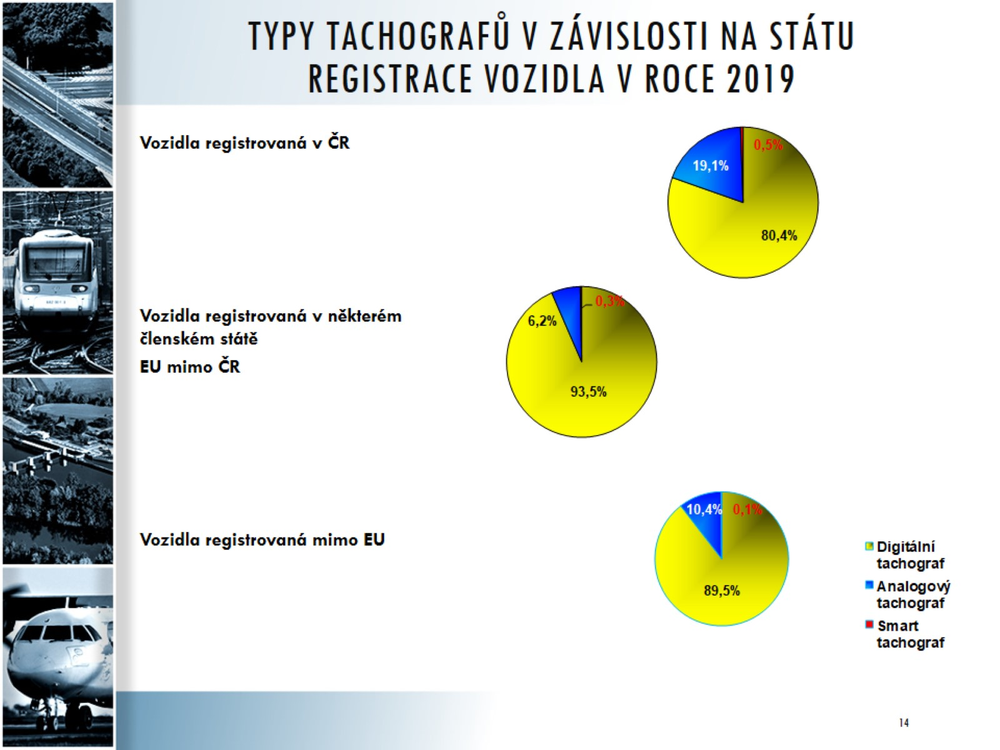 TYPY TACHOGRAFŮ V ZÁVISLOSTI NA STÁTU
REGISTRACE VOZIDLA V ROCE 2019
Vozidla registrovaná v ČR
0,5%
19,1%
80,4%
Vozidla registrovaná v některém
členském státě
EU mimo ČR
0,3%
6,2%
93,5%
Vozidla registrovaná mimo EU
10,4%
0,1%
89,5%
Digitální
tachograf
Analogový
tachograf
Smart
tachograf
14